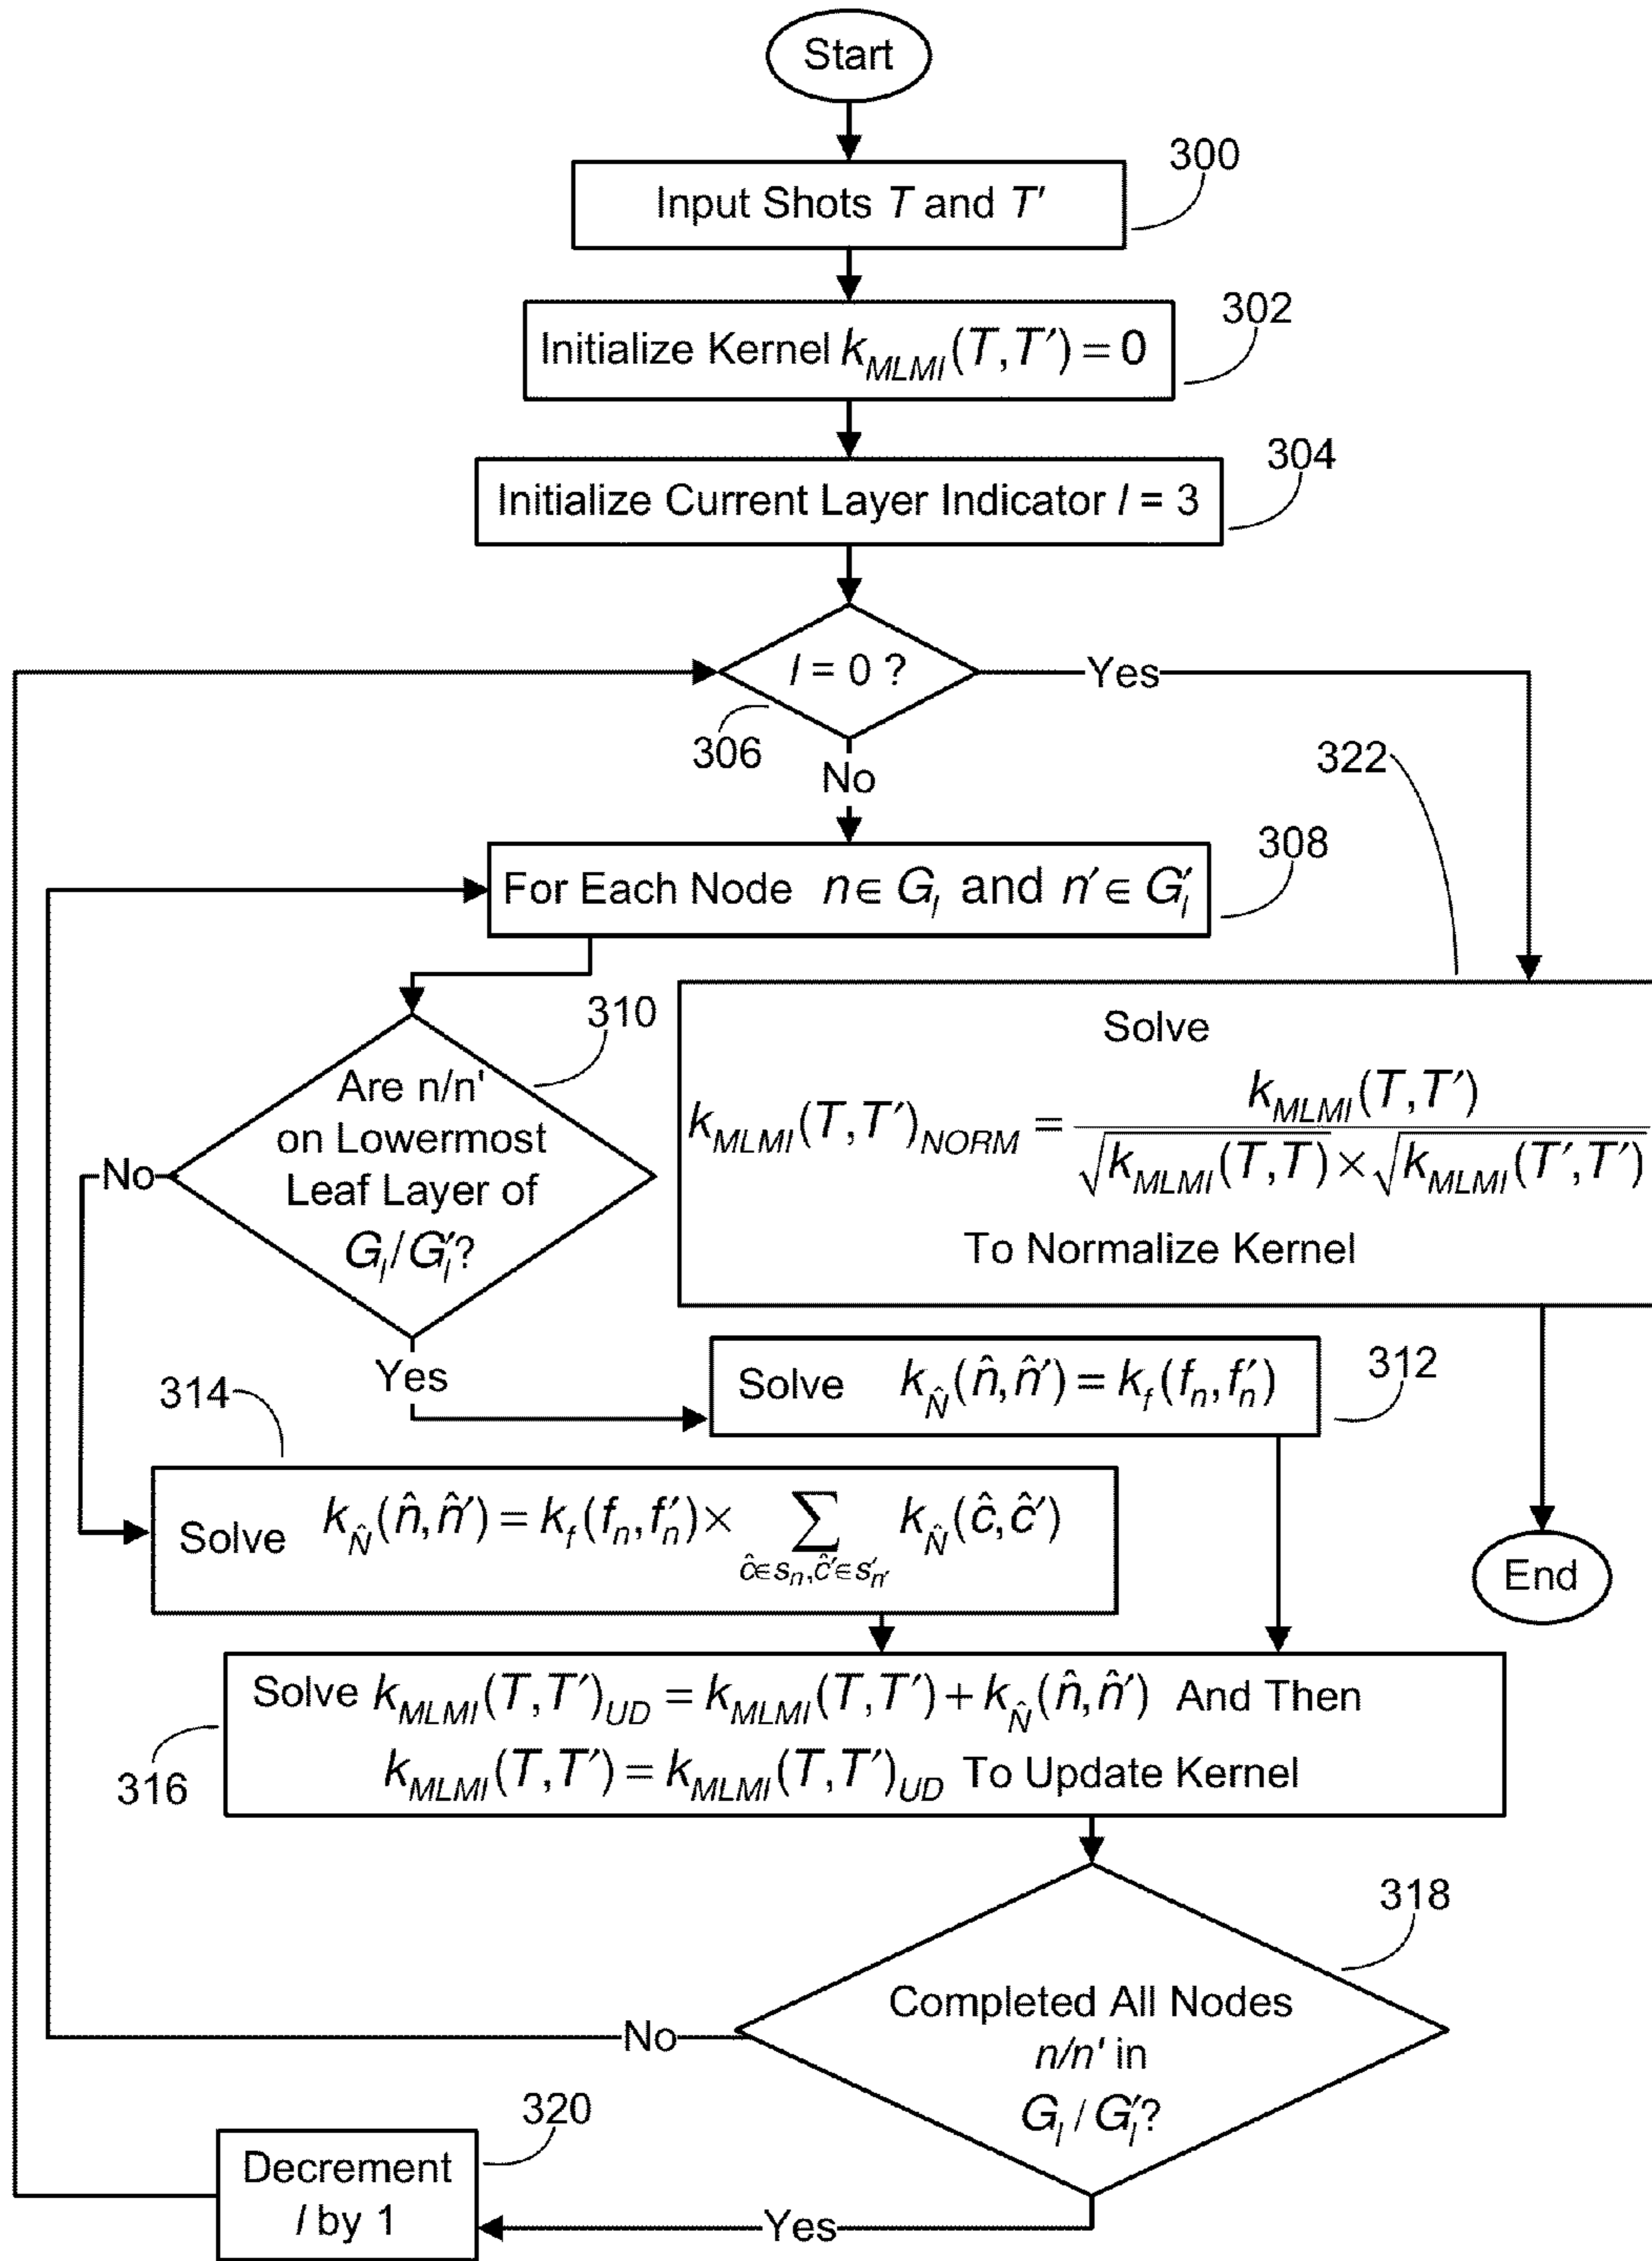 Start
300
Input Shots T and T′
302
Initialize Kernel k_MLMI(T,T′) = 0
304
Initialize Current Layer Indicator l = 3
l = 0 ?
Yes
306
No
322
308
For Each Node n ∈ G_l and n′ ∈ G′_l
310
Are n/n'
on Lowermost
Leaf Layer of
G_l/G′_l?
No
Yes
Solve
k_MLMI(T,T′)_NORM = k_MLMI(T,T′) / √k_MLMI(T,T) × √k_MLMI(T′,T′)
To Normalize Kernel
312
Solve k_N̂(n̂,n̂′) = k_f(f_n,f′_n)
314
Solve k_N̂(n̂,n̂′) = k_f(f_n,f′_n) × ∑_ĉ∈s_n,ĉ′∈s′_n′ k_N̂(ĉ,ĉ′)
End
Solve k_MLMI(T,T′)_UD = k_MLMI(T,T′) + k_N̂(n̂,n̂′) And Then
k_MLMI(T,T′) = k_MLMI(T,T′)_UD To Update Kernel
316
318
Completed All Nodes
n/n' in
G_l / G′_l?
No
320
Decrement
l by 1
Yes